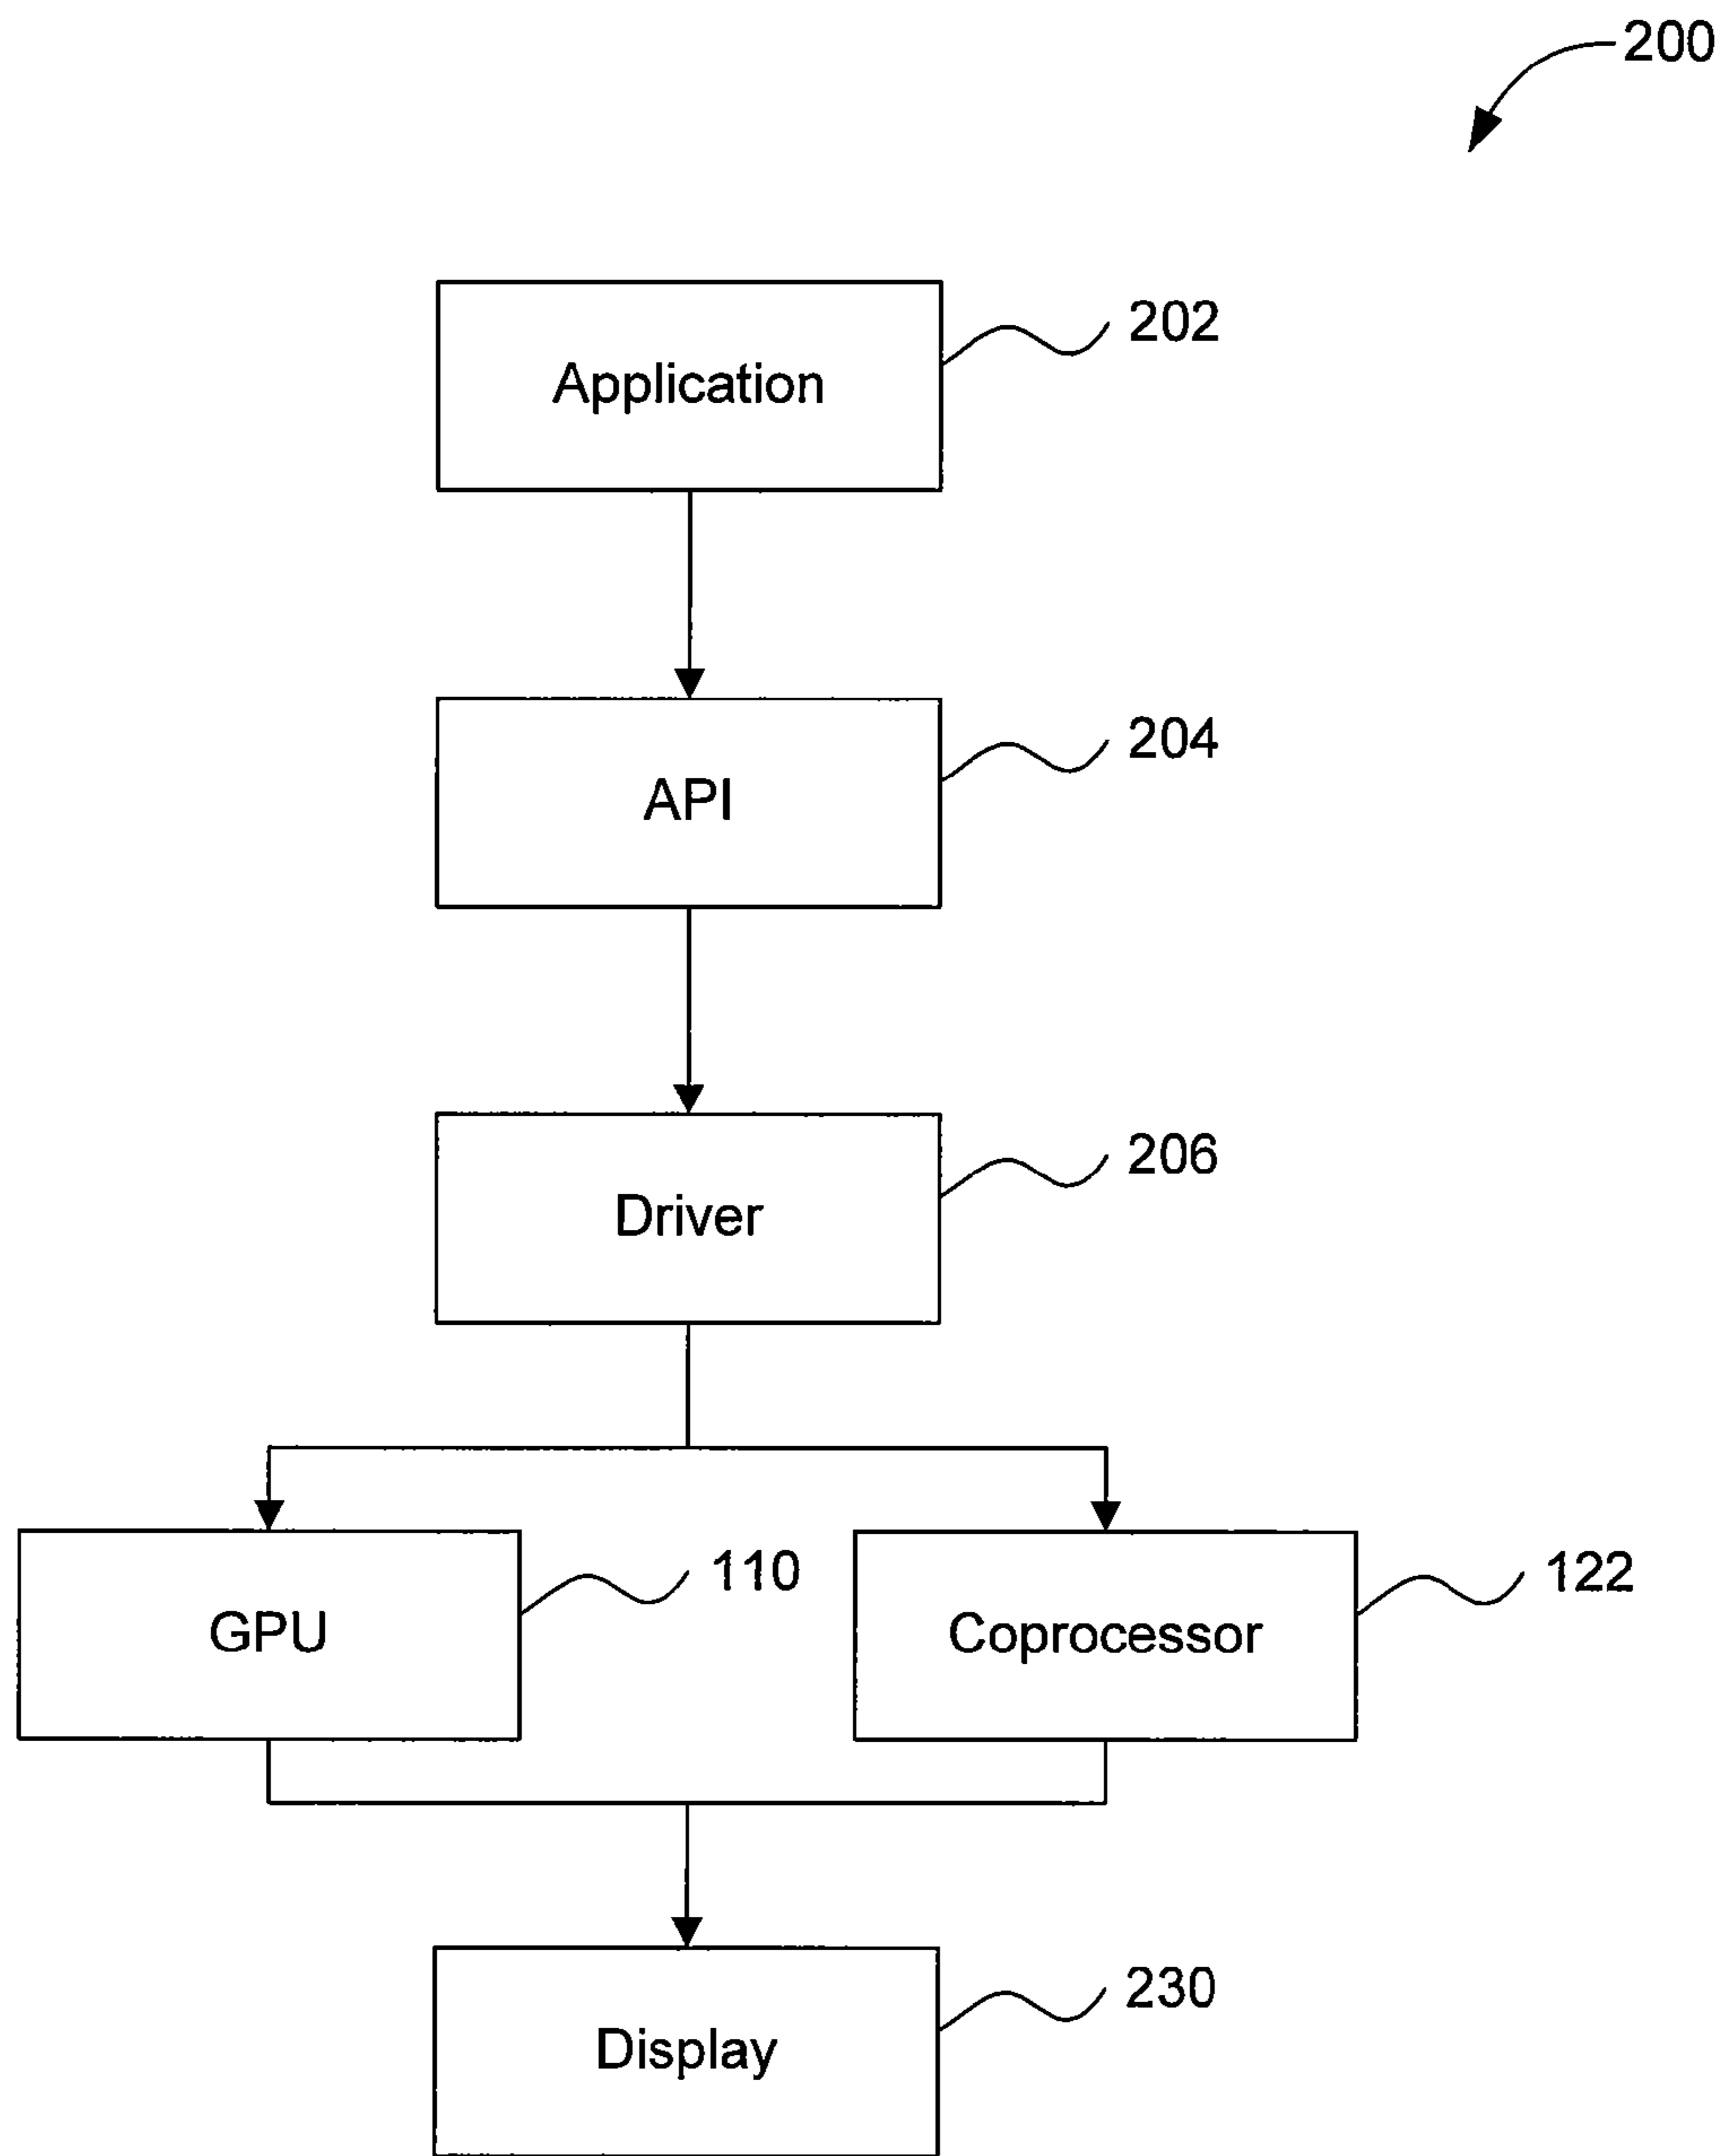 200
202
Application
204
API
206
Driver
110
122
GPU
Coprocessor
230
Display